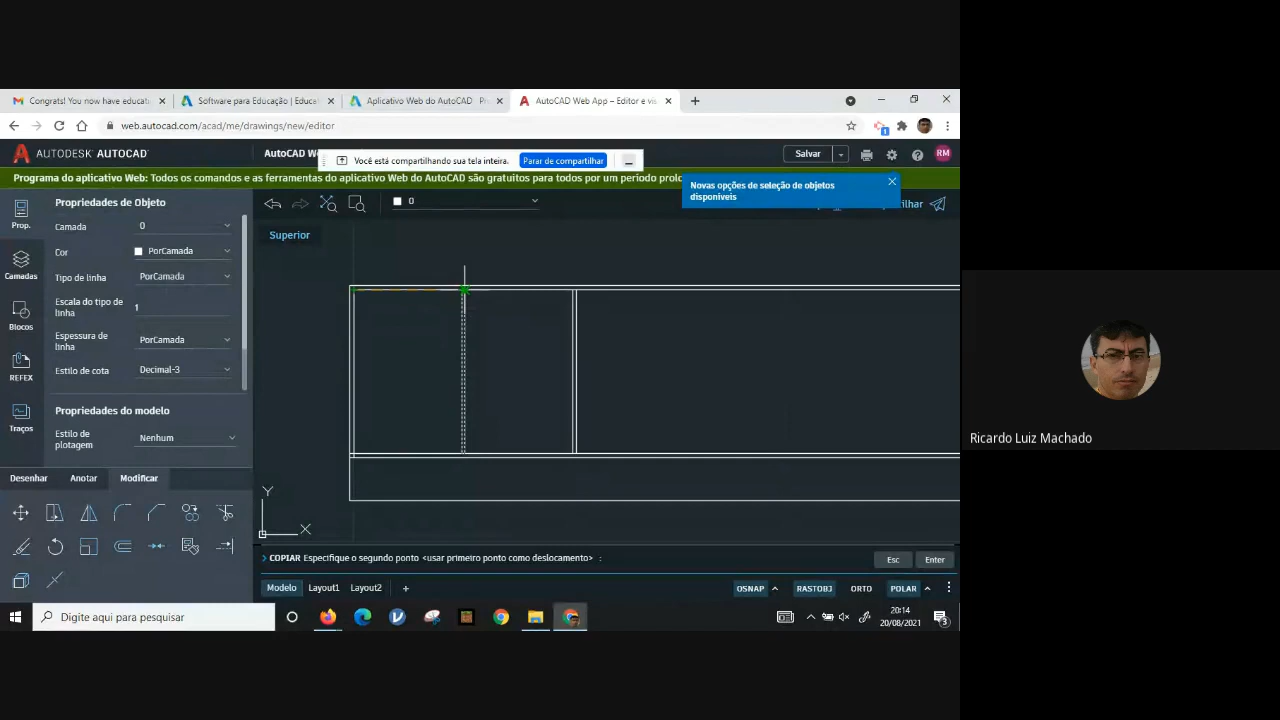 Congrats! You now have educati
Software para Educação | Educat
Aplicativo Web do AutoCAD - Pr
AutoCAD Web App – Editor e vis
web.autocad.com/acad/me/drawings/new/editor
AUTODESK AUTOCAD
AutoCAD W
Você está compartilhando sua tela inteira.
Parar de compartilhar
Salvar
RM
Programa do aplicativo Web: Todos os comandos e as ferramentas do aplicativo Web do AutoCAD são gratuitos para todos por um período prolo
Novas opções de seleção de objetos
disponíveis
Prop.
Propriedades de Objeto
0
ilhar
Camada 0
Superior
Cor PorCamada
Camadas
Tipo de linha PorCamada
Escala do tipo de
linha
1
Blocos
Espessura de
linha
PorCamada
REFEX
Estilo de cota Decimal-3
Propriedades do modelo
Traços
Estilo de
plotagem
Nenhum
Desenhar Anotar Modificar
Y
X
COPIAR Especifique o segundo ponto <usar primeiro ponto como deslocamento> :
Esc Enter
Modelo Layout1 Layout2 +
OSNAP RASTOBJ ORTO POLAR
Digite aqui para pesquisar
20:14
20/08/2021
3
Ricardo Luiz Machado